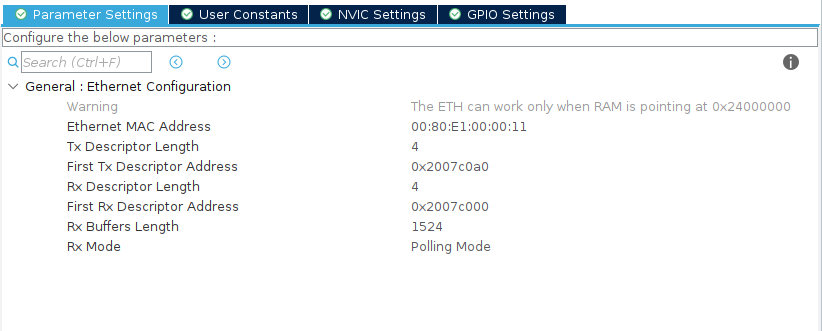 Parameter Settings User Constants NVIC Settings GPIO Settings
Configure the below parameters :
Search (Ctrl+F)
General : Ethernet Configuration
Warning The ETH can work only when RAM is pointing at 0x24000000
Ethernet MAC Address 00:80:E1:00:00:11
Tx Descriptor Length 4
First Tx Descriptor Address 0x2007c0a0
Rx Descriptor Length 4
First Rx Descriptor Address 0x2007c000
Rx Buffers Length 1524
Rx Mode Polling Mode